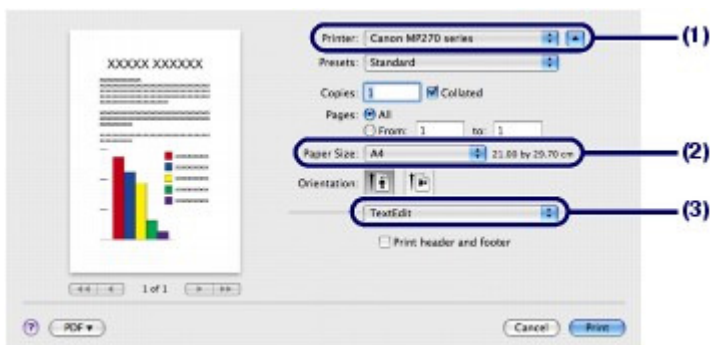 XXXXX XXXXXX
Printer: Canon MP270 series (1)
Presets: Standard
Copies: 1 Collated
Pages: All
From: 1 to: 1
Paper Size: A4 21.00 by 29.70 cm (2)
Orientation:
TextEdit (3)
Print header and footer
1 of 1
? PDF Cancel Print